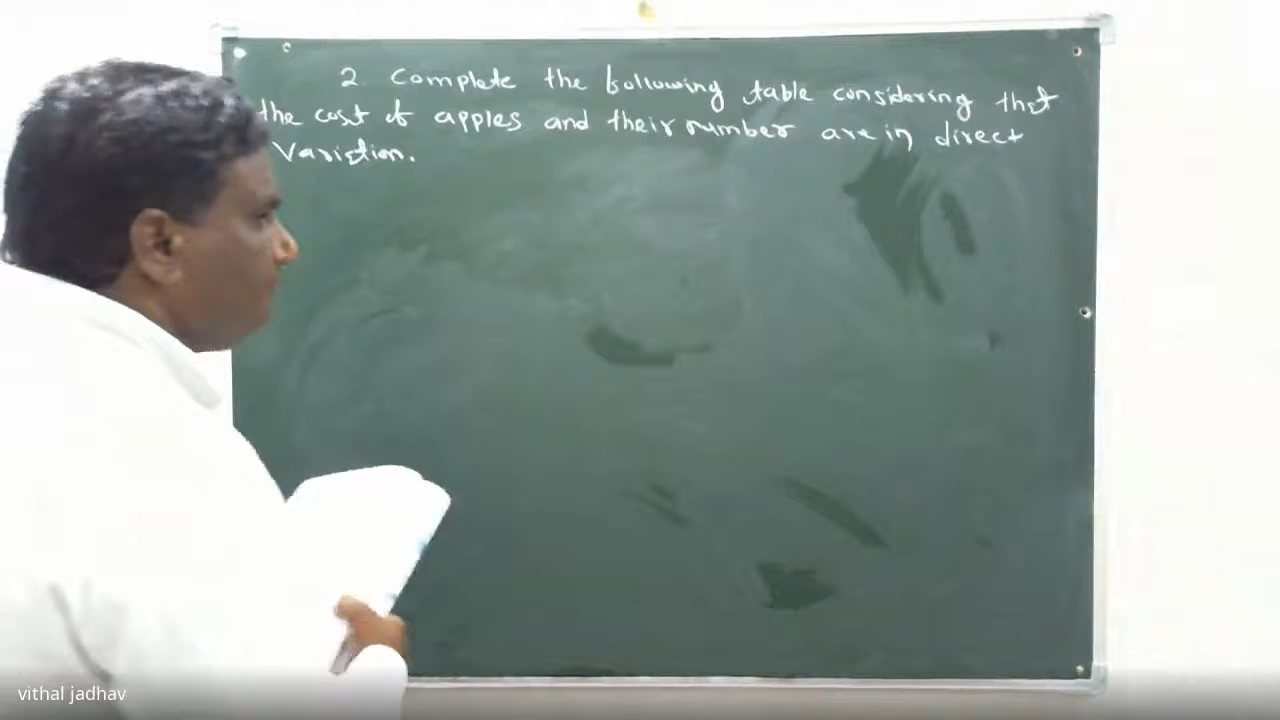 2. Complete the following table considering that
the cost of apples and their number are in direct
Variation.
vithal jadhav